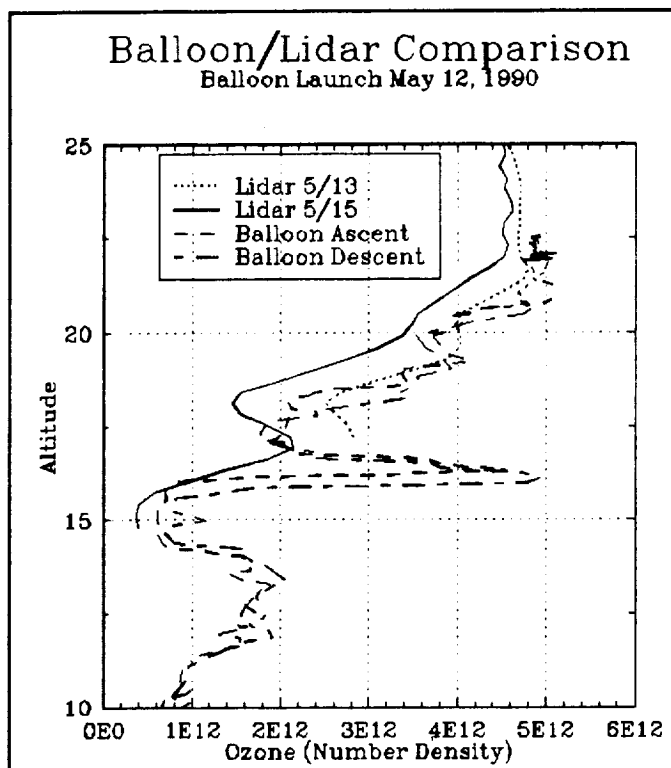 Balloon/Lidar Comparison
Balloon Launch May 12, 1990
25
Lidar 5/13
Lidar 5/15
Balloon Ascent
Balloon Descent
20
Altitude
15
10
0E0 1E12 2E12 3E12 4E12 5E12 6E12
Ozone (Number Density)